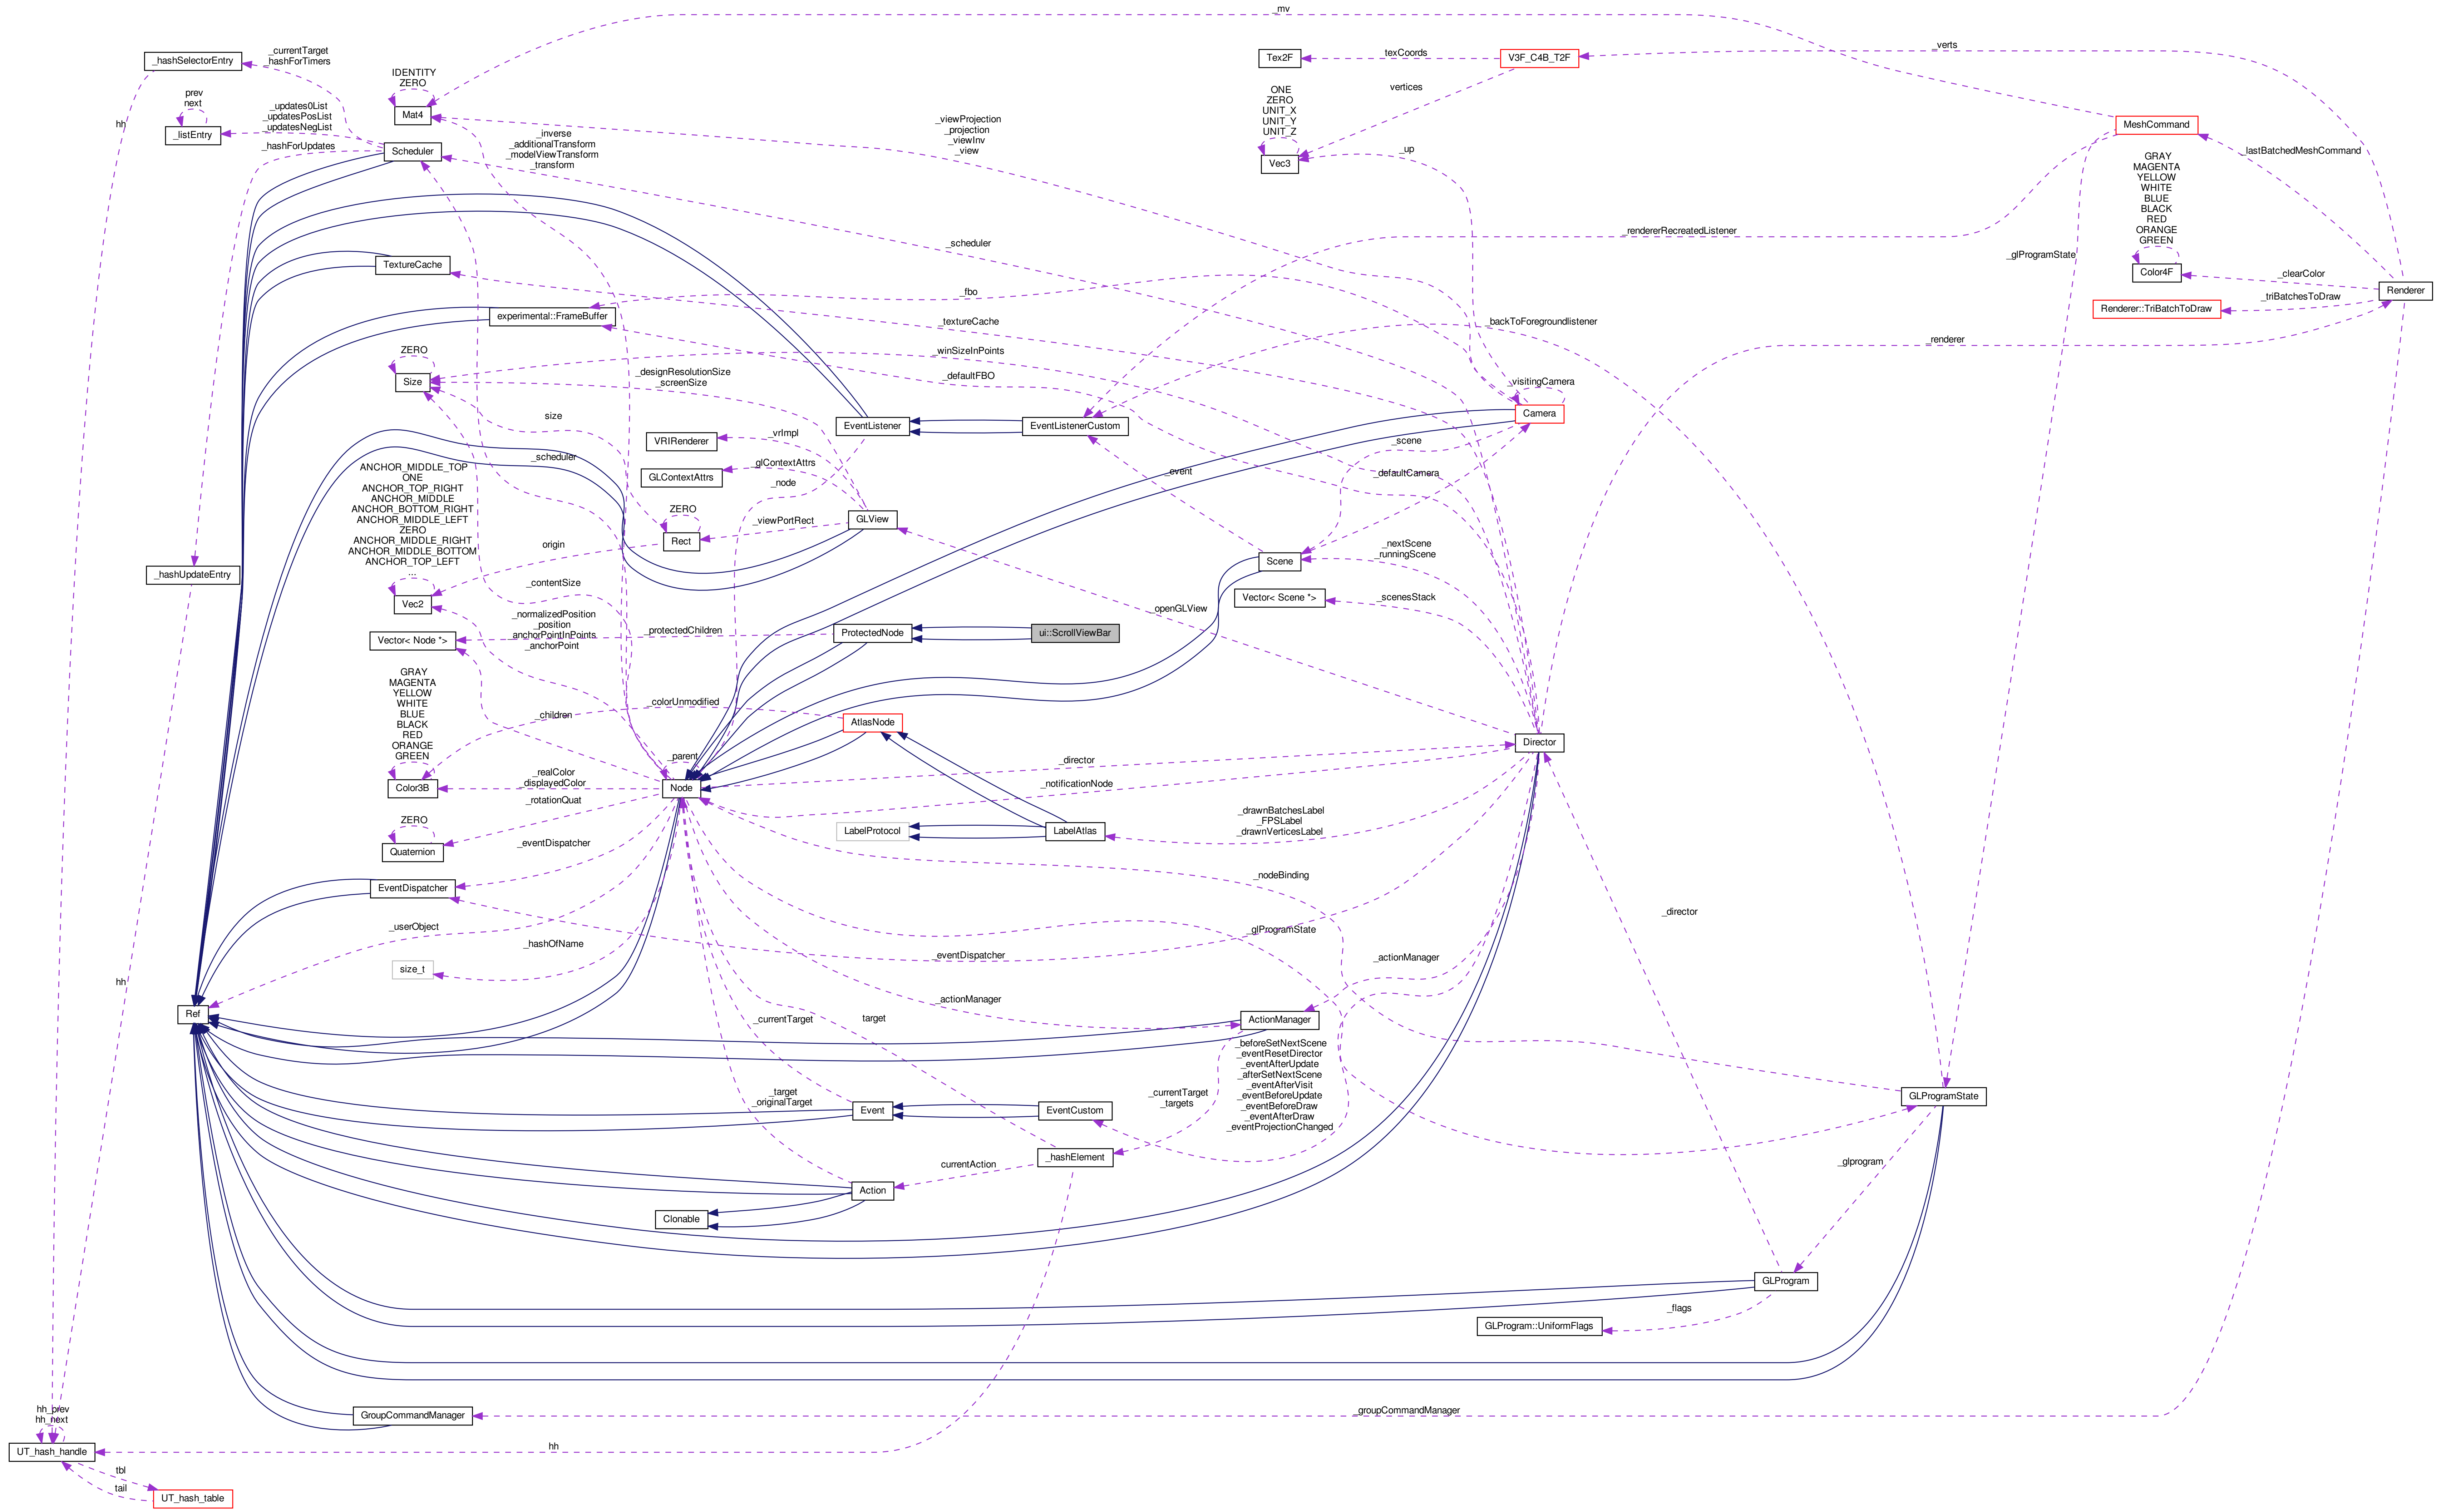 _mv
_hashSelectorEntry
_currentTarget
_hashForTimers
Tex2F
texCoords
V3F_C4B_T2F
_verts
IDENTITY
ZERO
Mat4
prev
next
_listEntry
_updates0List
_updatesPosList
_updatesNegList
hh
vertices
ONE
ZERO
UNIT_X
UNIT_Y
UNIT_Z
Vec3
_viewProjection
_projection
_viewInv
_view
_up
MeshCommand
_lastBatchedMeshCommand
_hashForUpdates
Scheduler
_inverse
_additionalTransform
_modelViewTransform
_transform
GRAY
MAGENTA
YELLOW
WHITE
BLUE
BLACK
RED
ORANGE
GREEN
Color4F
_clearColor
_rendererRecreatedListener
_glProgramState
_scheduler
TextureCache
Renderer
_fbo
Renderer::TriBatchToDraw
_triBatchesToDraw
experimental::FrameBuffer
_textureCache
_backToForegroundlistener
_renderer
ZERO
Size
_winSizeInPoints
_designResolutionSize
_screenSize
_defaultFBO
_visitingCamera
Camera
size
EventListener
EventListenerCustom
VRIRenderer
_vrImpl
_scene
_scheduler
_glContextAttrs
GLContextAttrs
_node
_event
_defaultCamera
ANCHOR_MIDDLE_TOP
ONE
ANCHOR_TOP_RIGHT
ANCHOR_MIDDLE
ANCHOR_BOTTOM_RIGHT
ANCHOR_MIDDLE_LEFT
ZERO
ANCHOR_MIDDLE_RIGHT
ANCHOR_MIDDLE_BOTTOM
ANCHOR_TOP_LEFT
...
Vec2
ZERO
Rect
_viewPortRect
GLView
origin
Scene
_nextScene
_runningScene
_hashUpdateEntry
_contentSize
Vector< Scene *>
_scenesStack
_openGLView
_normalizedPosition
_position
_anchorPointInPoints
_anchorPoint
Vector< Node *>
_protectedChildren
ProtectedNode
ui::ScrollViewBar
GRAY
MAGENTA
YELLOW
WHITE
BLUE
BLACK
RED
ORANGE
GREEN
Color3B
_colorUnmodified
_children
AtlasNode
Director
_parent
Node
_director
_realColor
_displayedColor
_notificationNode
_rotationQuat
ZERO
Quaternion
LabelProtocol
LabelAtlas
_drawnBatchesLabel
_FPSLabel
_drawnVerticesLabel
_eventDispatcher
EventDispatcher
_nodeBinding
_director
_userObject
_hashOfName
size_t
_glProgramState
_eventDispatcher
_actionManager
Ref
_actionManager
_currentTarget
target
ActionManager
_beforeSetNextScene
_eventResetDirector
_eventAfterUpdate
_afterSetNextScene
_eventAfterVisit
_eventBeforeUpdate
_eventBeforeDraw
_eventAfterDraw
_eventProjectionChanged
hh
_target
_originalTarget
Event
EventCustom
_currentTarget
_targets
GLProgramState
_hashElement
currentAction
_glprogram
Action
Clonable
GLProgram
_flags
GLProgram::UniformFlags
GroupCommandManager
_groupCommandManager
hh_prev
hh_next
UT_hash_handle
hh
tbl
tail
UT_hash_table